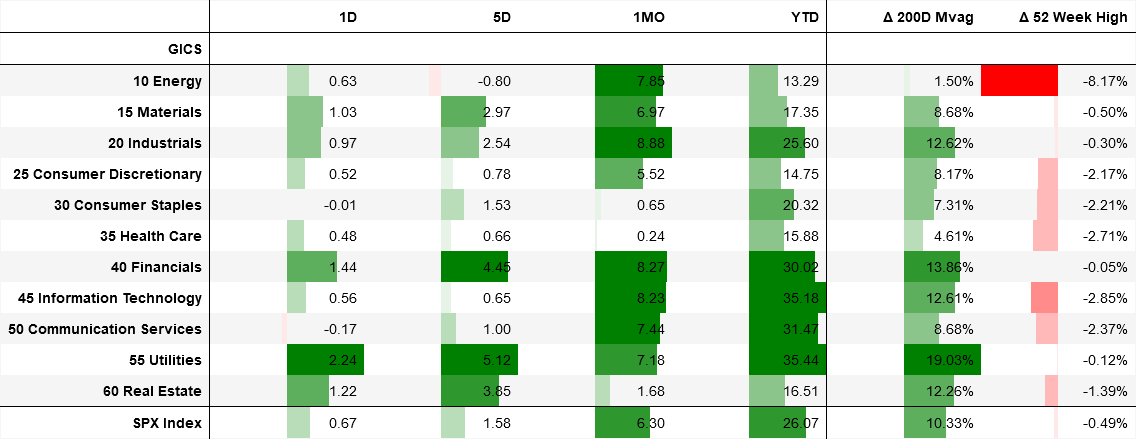 1D 5D 1MO YTD Δ 200D Mvag Δ 52 Week High
GICS
10 Energy 0.63 -0.80 7.85 13.29 1.50% -8.17%
15 Materials 1.03 2.97 6.97 17.35 8.68% -0.50%
20 Industrials 0.97 2.54 8.88 25.60 12.62% -0.30%
25 Consumer Discretionary 0.52 0.78 5.52 14.75 8.17% -2.17%
30 Consumer Staples -0.01 1.53 0.65 20.32 7.31% -2.21%
35 Health Care 0.48 0.66 0.24 15.88 4.61% -2.71%
40 Financials 1.44 4.45 8.27 30.02 13.86% -0.05%
45 Information Technology 0.56 0.65 8.23 35.18 12.61% -2.85%
50 Communication Services -0.17 1.00 7.44 31.47 8.68% -2.37%
55 Utilities 2.24 5.12 7.18 35.44 19.03% -0.12%
60 Real Estate 1.22 3.85 1.68 16.51 12.26% -1.39%
SPX Index 0.67 1.58 6.30 26.07 10.33% -0.49%